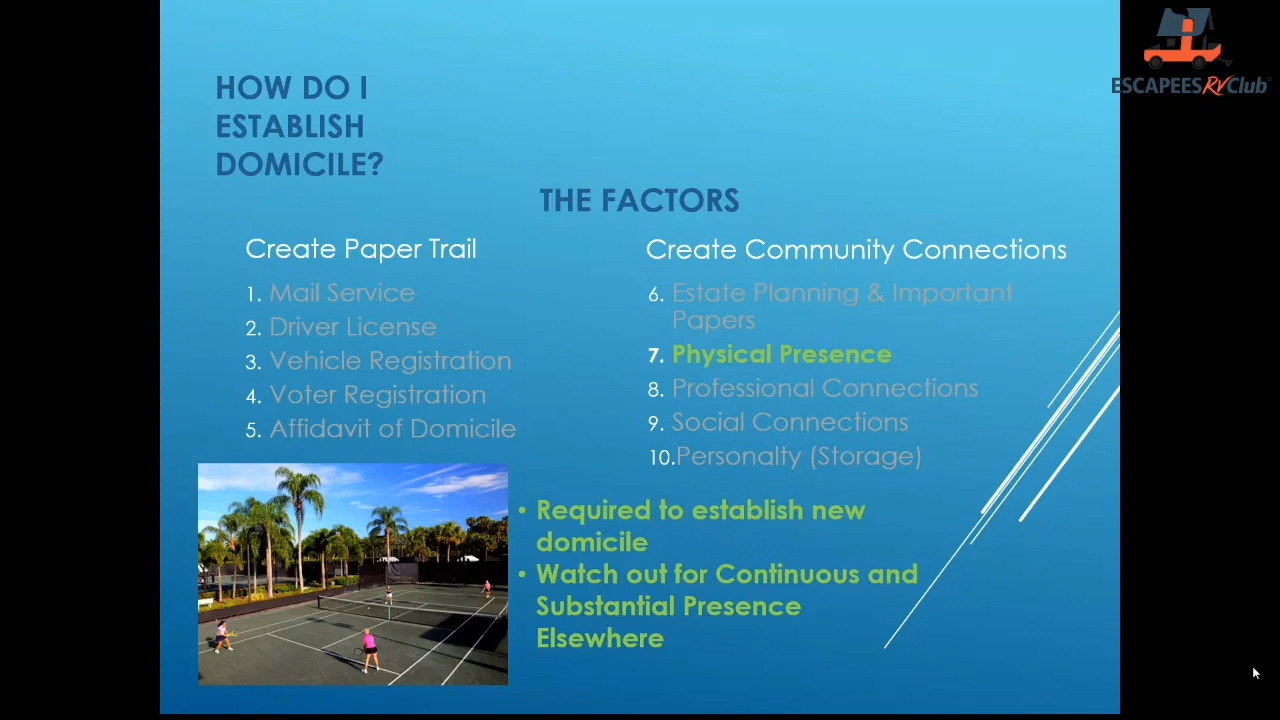 ESCAPEES RV Club
HOW DO I
ESTABLISH
DOMICILE?
THE FACTORS
Create Paper Trail
1. Mail Service
2. Driver License
3. Vehicle Registration
4. Voter Registration
5. Affidavit of Domicile
Create Community Connections
6. Estate Planning & Important
Papers
7. Physical Presence
8. Professional Connections
9. Social Connections
10.Personalty (Storage)
• Required to establish new
domicile
• Watch out for Continuous and
Substantial Presence
Elsewhere